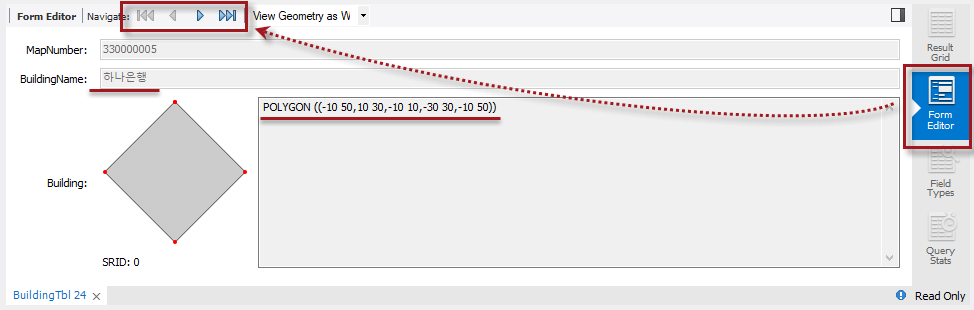 Form Editor Navigate: View Geometry as W
MapNumber: 330000005
BuildingName: 하나은행
POLYGON ((-10 50,10 30,-10 10,-30 30,-10 50))
Building:
SRID: 0
Result
Grid
Form
Editor
Field
Types
Query
Stats
BuildingTbl 24
Read Only